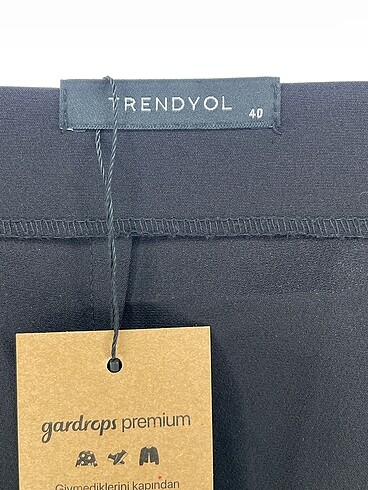 TRENDYOL
40
gardrops premium
Giymediklerini kapından